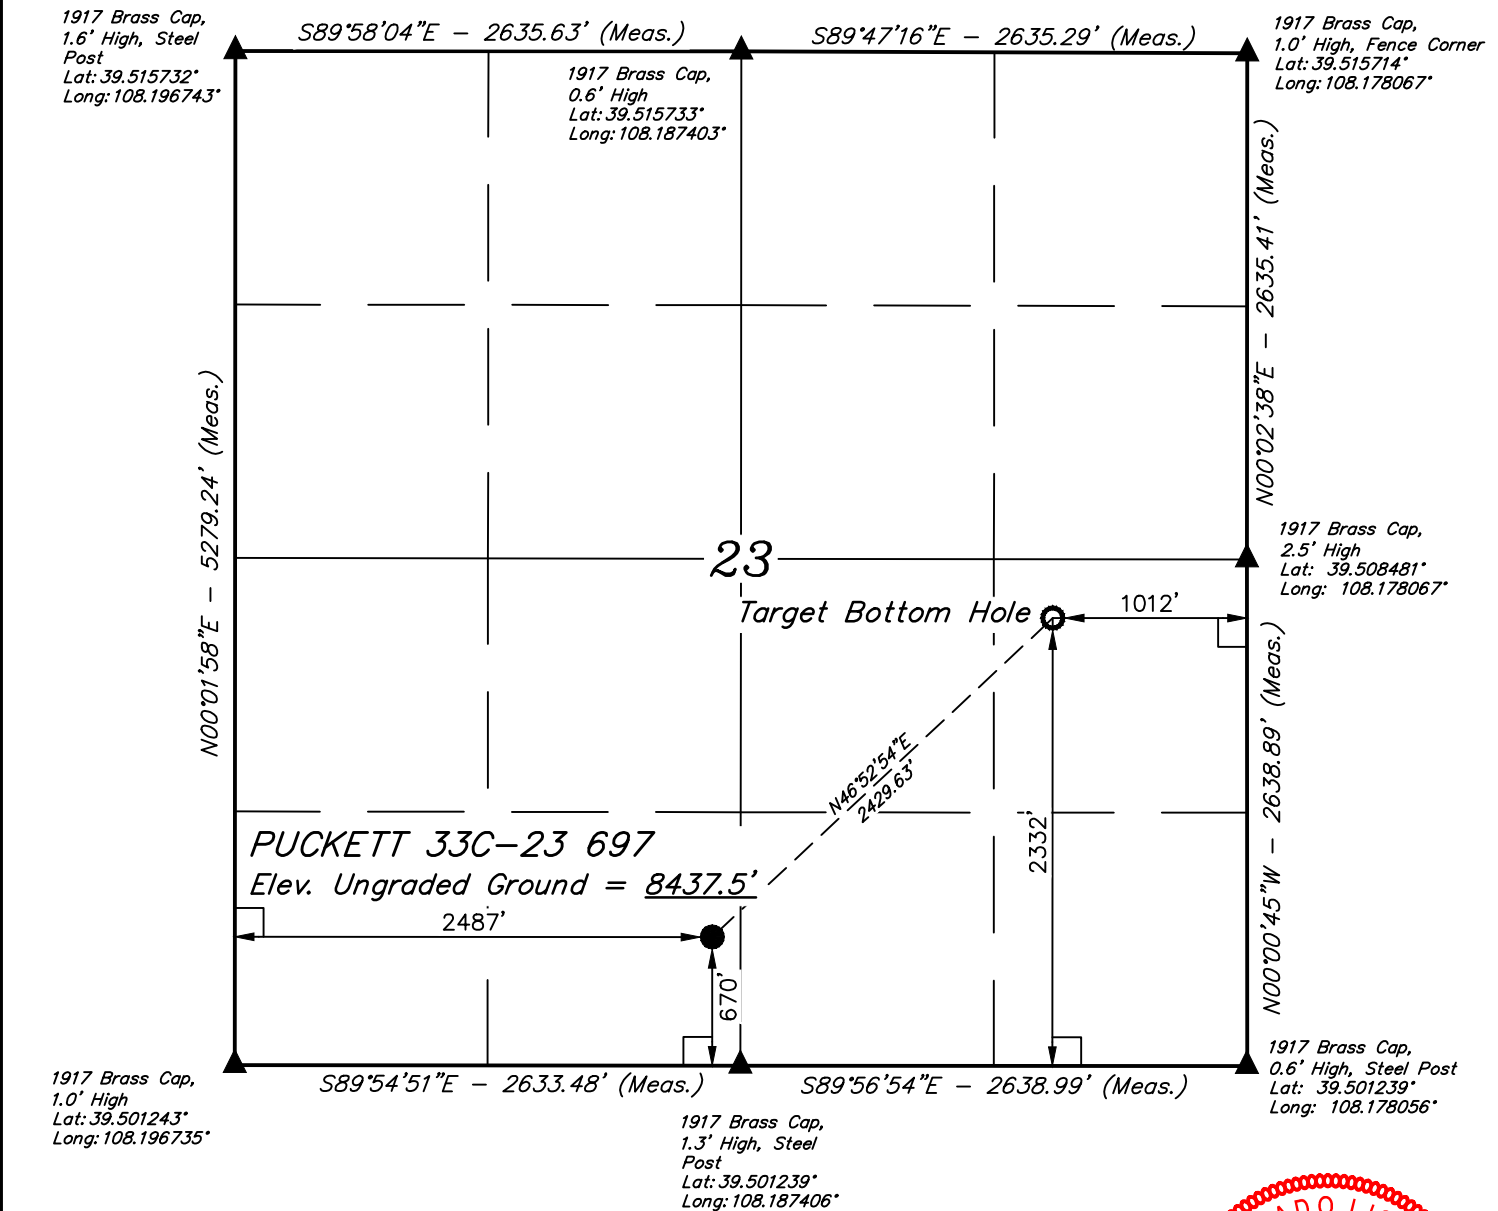 1917 Brass Cap,
1.6' High, Steel
Post
Lat: 39.515732°
Long: 108.196743°
S89°58'04"E - 2635.63' (Meas.)
1917 Brass Cap,
0.6' High
Lat: 39.515733°
Long: 108.187403°
S89°47'16"E - 2635.29' (Meas.)
1917 Brass Cap,
1.0' High, Fence Corner
Lat: 39.515714°
Long: 108.178067°
N00°02'38"E - 2635.41' (Meas.)
N00°01'58"E - 5279.24' (Meas.)
23
1917 Brass Cap,
2.5' High
Lat: 39.508481°
Long: 108.178067°
Target Bottom Hole
1012'
N46°52'54"E
2429.63'
2332'
N00°00'45"W - 2638.89' (Meas.)
PUCKETT 33C-23 697
Elev. Ungraded Ground = 8437.5'
2487'
670'
1917 Brass Cap,
1.0' High
Lat: 39.501243°
Long: 108.196735°
S89°54'51"E - 2633.48' (Meas.)
1917 Brass Cap,
1.3' High, Steel
Post
Lat: 39.501239°
Long: 108.187406°
S89°56'54"E - 2638.99' (Meas.)
1917 Brass Cap,
0.6' High, Steel Post
Lat: 39.501239°
Long: 108.178056°